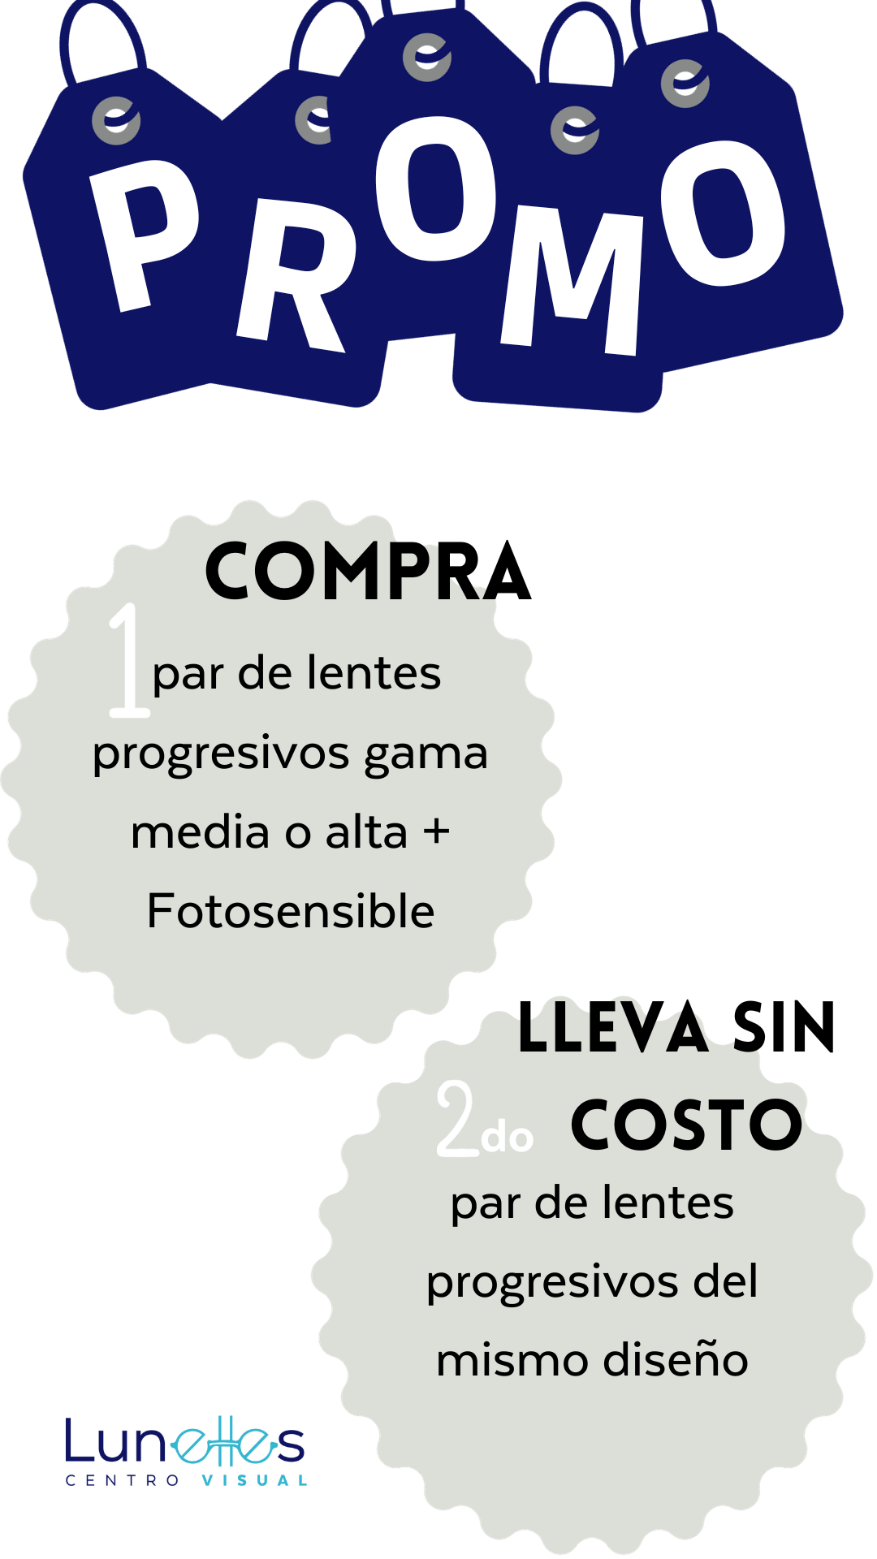 PROMO
COMPRA
1 par de lentes
progresivos gama
media o alta +
Fotosensible
LLEVA SIN
2do COSTO
par de lentes
progresivos del
mismo diseño
Lunettes
CENTRO VISUAL